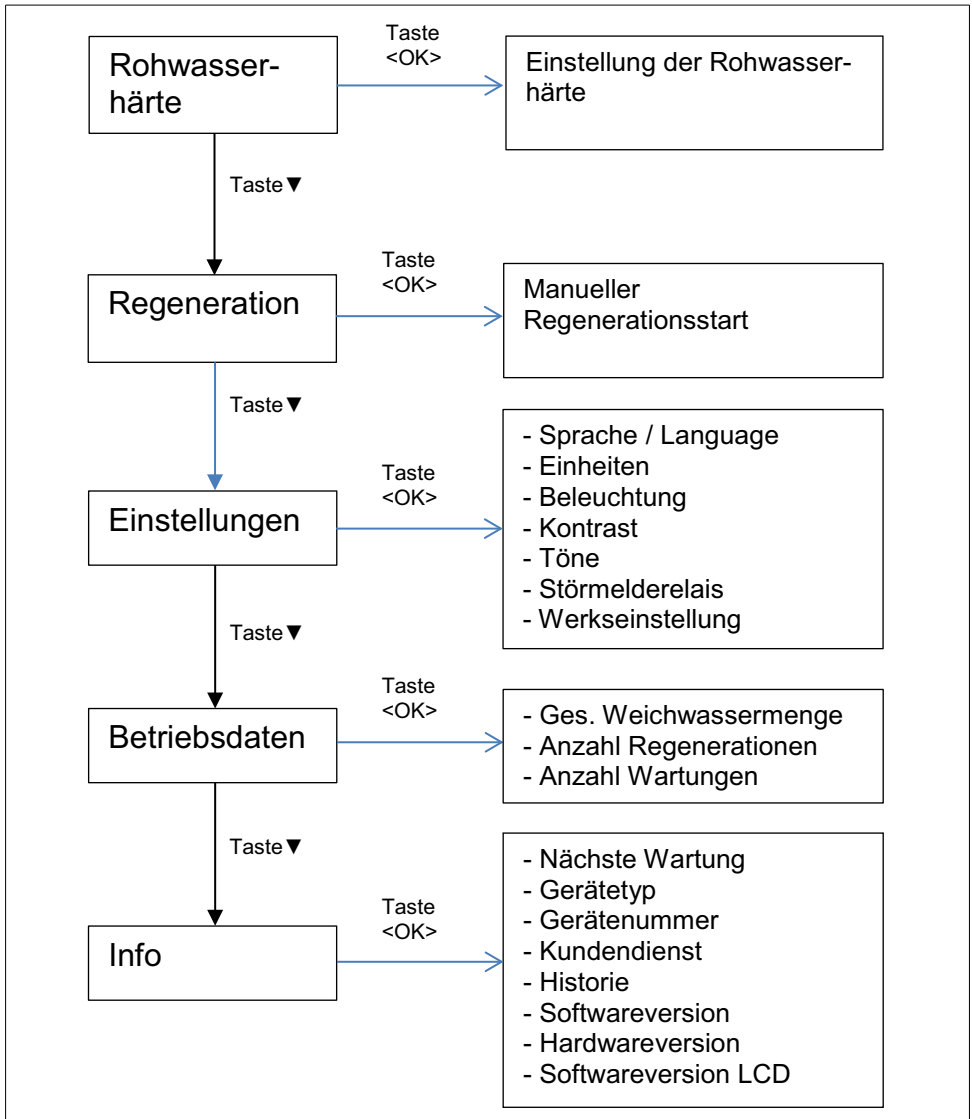 Rohwasser-
härte
Taste
<OK>
Einstellung der Rohwasser-
härte
Taste▼
Regeneration
Taste
<OK>
Manueller
Regenerationsstart
Taste▼
Einstellungen
Taste
<OK>
- Sprache / Language
- Einheiten
- Beleuchtung
- Kontrast
- Töne
- Störmelderelais
- Werkseinstellung
Taste▼
Betriebsdaten
Taste
<OK>
- Ges. Weichwassermenge
- Anzahl Regenerationen
- Anzahl Wartungen
Taste▼
Info
Taste
<OK>
- Nächste Wartung
- Gerätetyp
- Gerätenummer
- Kundendienst
- Historie
- Softwareversion
- Hardwareversion
- Softwareversion LCD